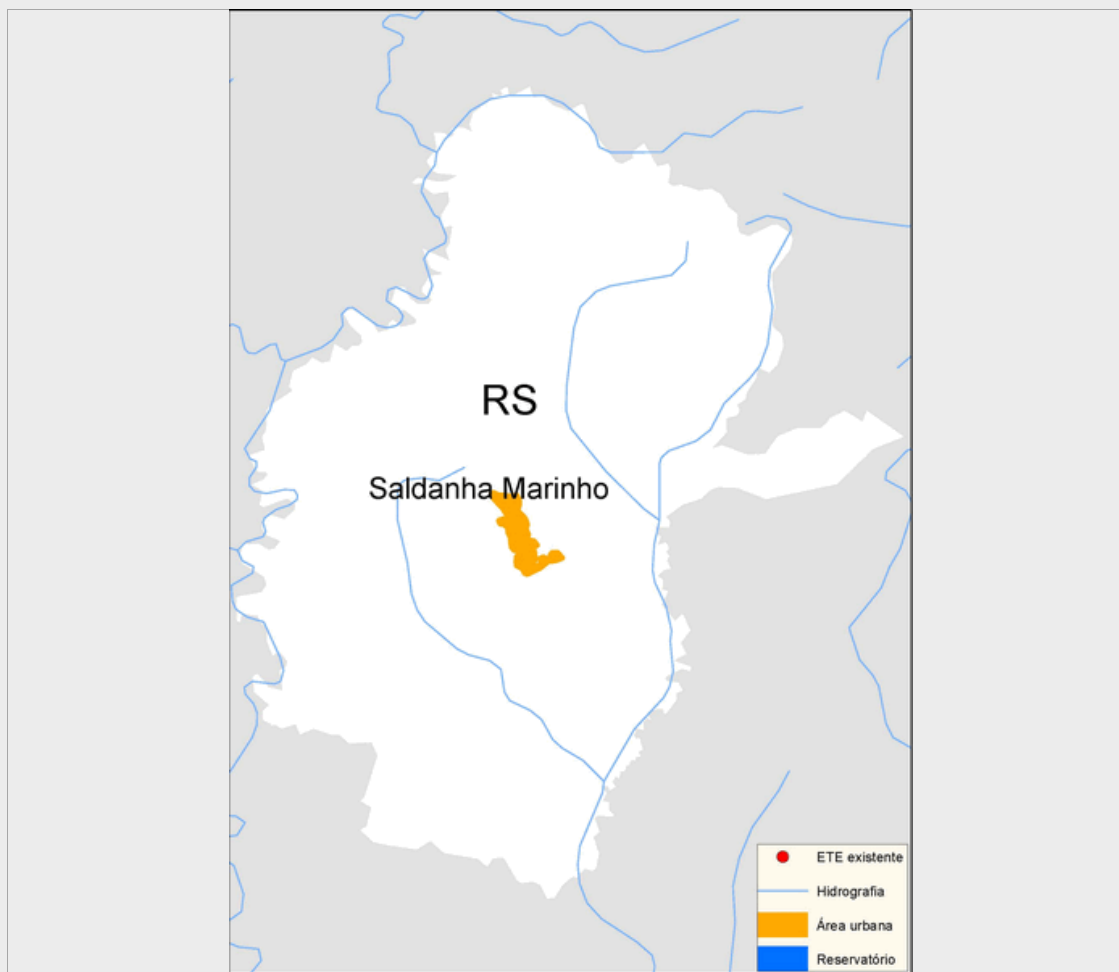 RS
Saldanha Marinho
ETE existente
Hidrografia
Área urbana
Reservatório